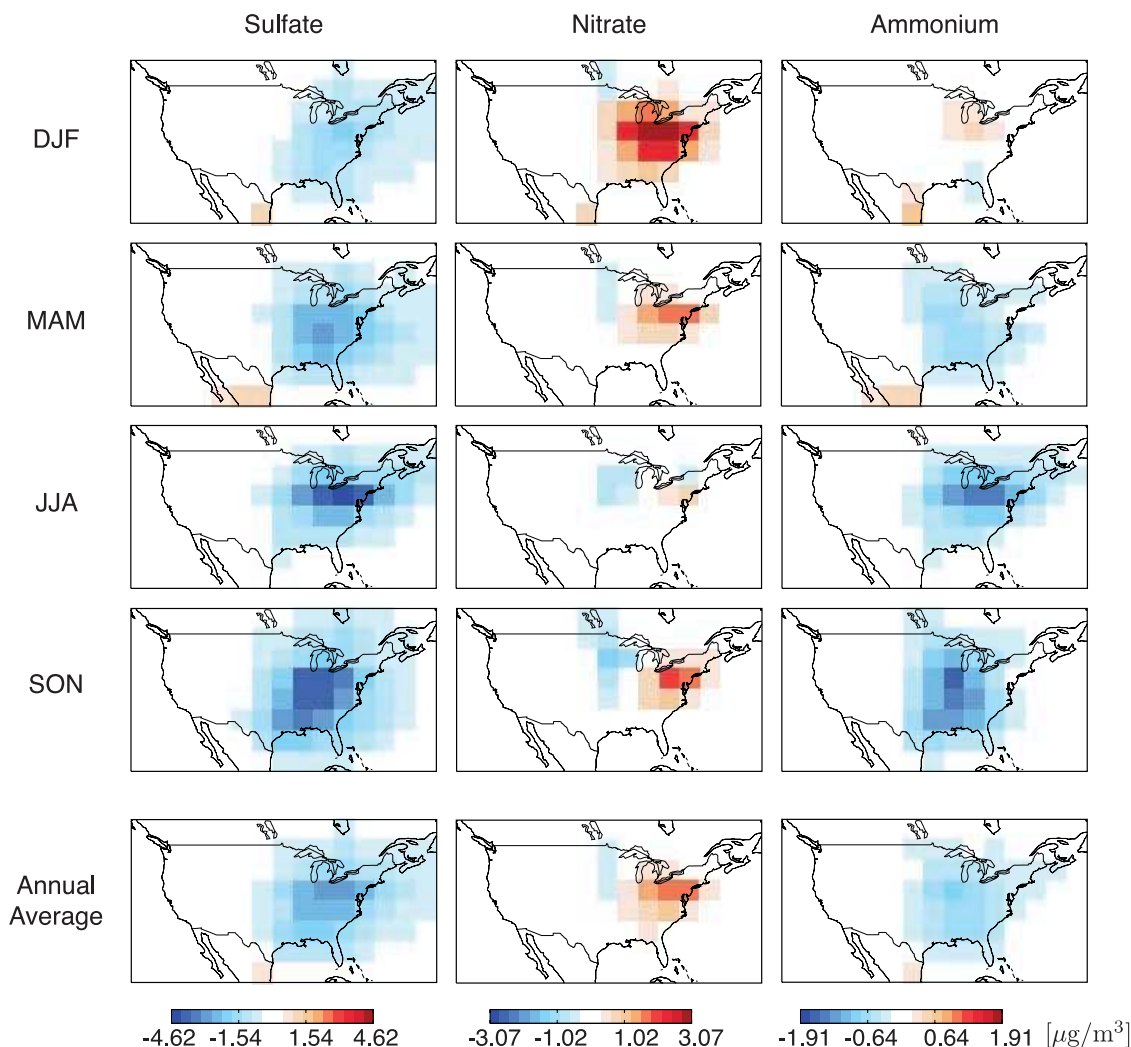 Sulfate Nitrate Ammonium
DJF
MAM
JJA
SON
Annual
Average
-4.62 -1.54 1.54 4.62 -3.07 -1.02 1.02 3.07 -1.91 -0.64 0.64 1.91 [μg/m³]